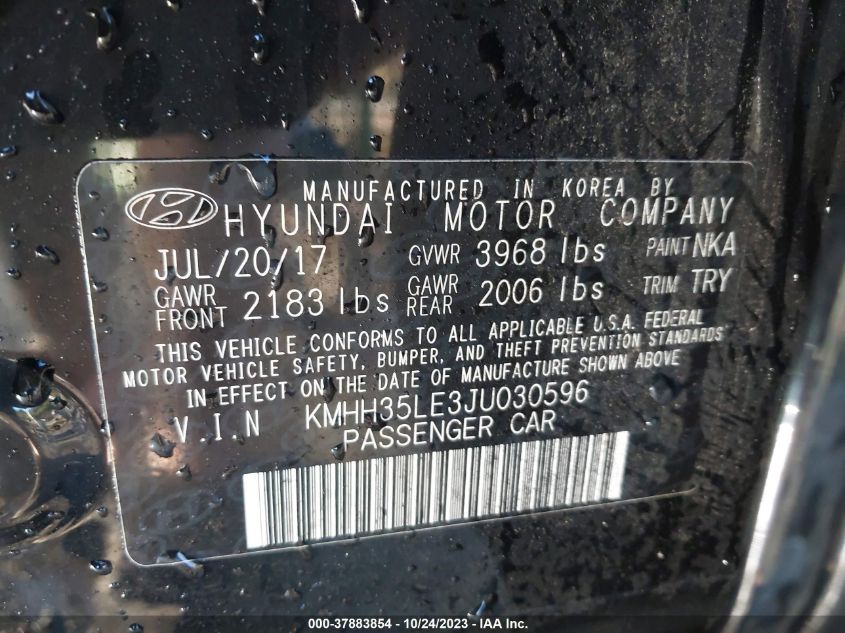 MANUFACTURED IN KOREA BY
HYUNDAI MOTOR COMPANY
JUL/20/17 GVWR 3968 lbs PAINT NKA
GAWR FRONT 2183 lbs GAWR REAR 2006 lbs TRIM TRY
THIS VEHICLE CONFORMS TO ALL APPLICABLE U.S.A. FEDERAL
MOTOR VEHICLE SAFETY, BUMPER, AND THEFT PREVENTION STANDARDS
IN EFFECT ON THE DATE OF MANUFACTURE SHOWN ABOVE
V.I.N KMHH35LE3JU030596
PASSENGER CAR
000-37883854 - 10/24/2023 - IAA Inc.